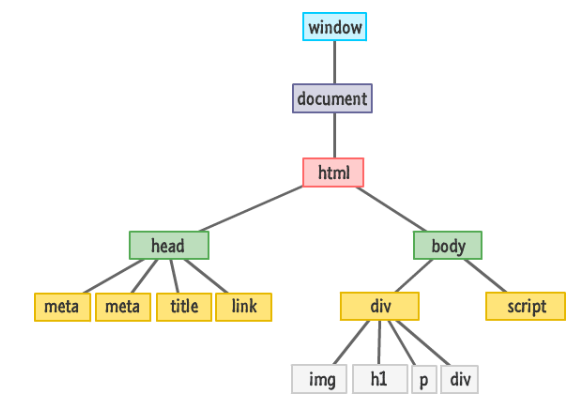 window
document
html
head body
meta meta title link div script
img h1 p div